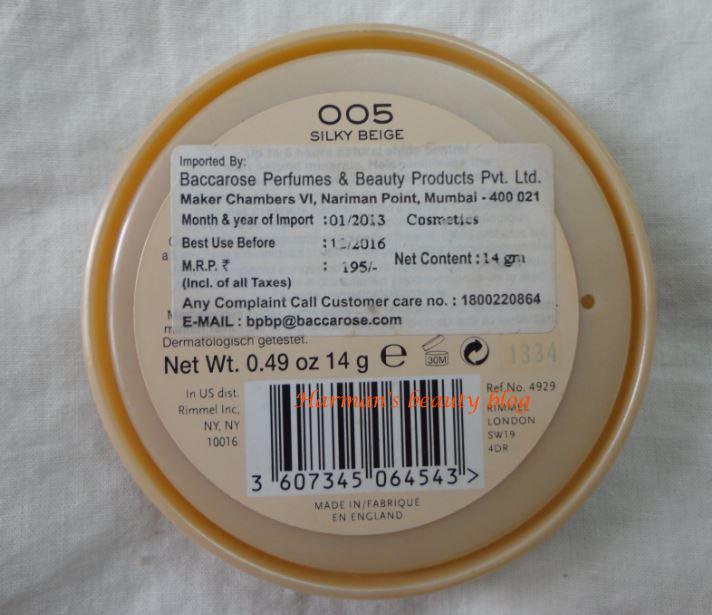 005
SILKY BEIGE
Imported By:
Baccarose Perfumes & Beauty Products Pvt. Ltd.
Maker Chambers VI, Nariman Point, Mumbai - 400 021
Month & year of Import : 01/2013 Cosmetics
Best Use Before : /2016
M.R.P. ₹ : 195/- Net Content : 14 gm
(Incl. of all Taxes)
Any Complaint Call Customer care no. : 1800220864
E-MAIL : bpbp@baccarose.com
Dermatologisch getestet.
Net Wt. 0.49 oz 14 g ℮ 30M 1334
In US dist.
Rimmel Inc,
NY, NY
10016
Ref.No. 4929
RIMMEL
LONDON
SW19
4DR
Harman's beauty blog
3 607345 064543 >
MADE IN/FABRIQUÉ
EN ENGLAND